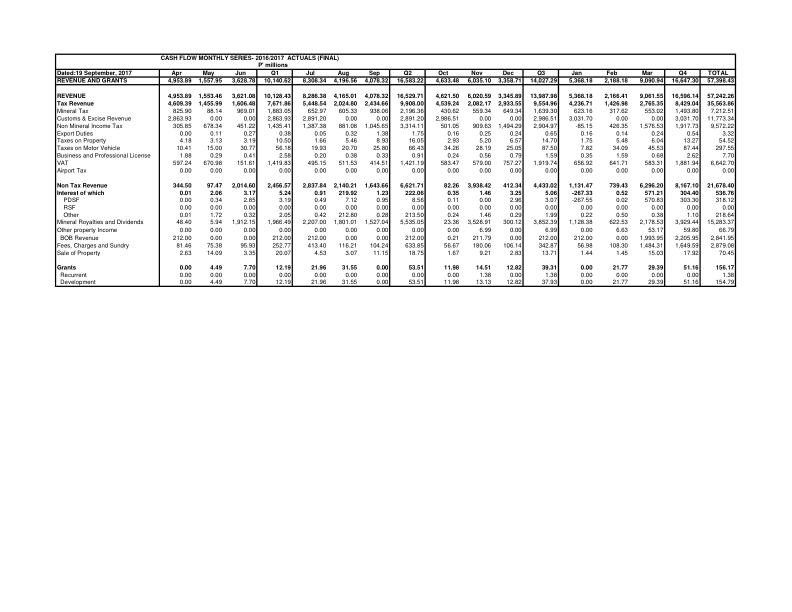 CASH FLOW MONTHLY SERIES- 2016/2017 ACTUALS (FINAL)
P' millions
Dated:19 September, 2017 Apr May Jun Q1 Jul Aug Sep Q2 Oct Nov Dec Q3 Jan Feb Mar Q4 TOTAL
REVENUE AND GRANTS 4,953.89 1,557.95 3,628.78 10,140.62 8,308.34 4,196.56 4,078.32 16,583.22 4,633.48 6,035.10 3,358.71 14,027.29 5,368.18 2,188.18 9,090.94 16,647.30 57,398.43
REVENUE 4,953.89 1,553.46 3,621.08 10,128.43 8,286.38 4,165.01 4,078.32 16,529.71 4,621.50 6,020.59 3,345.89 13,987.98 5,368.18 2,166.41 9,061.55 16,596.14 57,242.26
Tax Revenue 4,609.39 1,455.99 1,606.48 7,671.86 5,448.54 2,024.80 2,434.66 9,908.00 4,539.24 2,082.17 2,933.55 9,554.96 4,236.71 1,426.98 2,765.35 8,429.04 35,563.86
Mineral Tax 825.90 88.14 969.01 1,883.05 652.97 605.33 938.06 2,196.36 430.62 559.34 649.34 1,639.30 623.16 317.62 553.02 1,493.80 7,212.51
Customs & Excise Revenue 2,863.93 0.00 0.00 2,863.93 2,891.20 0.00 0.00 2,891.20 2,986.51 0.00 0.00 2,986.51 3,031.70 0.00 0.00 3,031.70 11,773.34
Non Mineral Income Tax 305.85 678.34 451.22 1,435.41 1,387.38 881.08 1,045.65 3,314.11 501.05 909.63 1,494.29 2,904.97 -85.15 426.35 1,576.53 1,917.73 9,572.22
Export Duties 0.00 0.11 0.27 0.38 0.05 0.32 1.38 1.75 0.16 0.25 0.24 0.65 0.16 0.14 0.24 0.54 3.32
Taxes on Property 4.18 3.13 3.19 10.50 1.66 5.46 8.93 16.05 2.93 5.20 6.57 14.70 1.75 5.48 6.04 13.27 54.52
Taxes on Motor Vehicle 10.41 15.00 30.77 56.18 19.93 20.70 25.80 66.43 34.26 28.19 25.05 87.50 7.82 34.09 45.53 87.44 297.55
Business and Professional License 1.88 0.29 0.41 2.58 0.20 0.38 0.33 0.91 0.24 0.56 0.79 1.59 0.35 1.59 0.68 2.62 7.70
VAT 597.24 670.98 151.61 1,419.83 495.15 511.53 414.51 1,421.19 583.47 579.00 757.27 1,919.74 656.92 641.71 583.31 1,881.94 6,642.70
Airport Tax 0.00 0.00 0.00 0.00 0.00 0.00 0.00 0.00 0.00 0.00 0.00 0.00 0.00 0.00 0.00 0.00 0.00
Non Tax Revenue 344.50 97.47 2,014.60 2,456.57 2,837.84 2,140.21 1,643.66 6,621.71 82.26 3,938.42 412.34 4,433.02 1,131.47 739.43 6,296.20 8,167.10 21,678.40
Interest of which 0.01 2.06 3.17 5.24 0.91 219.92 1.23 222.06 0.35 1.46 3.25 5.06 -267.33 0.52 571.21 304.40 536.76
PDSF 0.00 0.34 2.85 3.19 0.49 7.12 0.95 8.56 0.11 0.00 2.96 3.07 -267.55 0.02 570.83 303.30 318.12
RSF 0.00 0.00 0.00 0.00 0.00 0.00 0.00 0.00 0.00 0.00 0.00 0.00 0.00 0.00 0.00 0.00 0.00
Other 0.01 1.72 0.32 2.05 0.42 212.80 0.28 213.50 0.24 1.46 0.29 1.99 0.22 0.50 0.38 1.10 218.64
Mineral Royalties and Dividends 48.40 5.94 1,912.15 1,966.49 2,207.00 1,801.01 1,527.04 5,535.05 23.36 3,528.91 300.12 3,852.39 1,128.38 622.53 2,178.53 3,929.44 15,283.37
Other property Income 0.00 0.00 0.00 0.00 0.00 0.00 0.00 0.00 0.00 6.99 0.00 6.99 0.00 6.63 53.17 59.80 66.79
BOB Revenue 212.00 0.00 0.00 212.00 212.00 0.00 0.00 212.00 0.21 211.79 0.00 212.00 212.00 0.00 1,993.95 2,205.95 2,841.95
Fees, Charges and Sundry 81.46 75.38 95.93 252.77 413.40 116.21 104.24 633.85 56.67 180.06 106.14 342.87 56.98 108.30 1,484.31 1,649.59 2,879.08
Sale of Property 2.63 14.09 3.35 20.07 4.53 3.07 11.15 18.75 1.67 9.21 2.83 13.71 1.44 1.45 15.03 17.92 70.45
Grants 0.00 4.49 7.70 12.19 21.96 31.55 0.00 53.51 11.98 14.51 12.82 39.31 0.00 21.77 29.39 51.16 156.17
Recurrent 0.00 0.00 0.00 0.00 0.00 0.00 0.00 0.00 0.00 1.38 0.00 1.38 0.00 0.00 0.00 0.00 1.38
Development 0.00 4.49 7.70 12.19 21.96 31.55 0.00 53.51 11.98 13.13 12.82 37.93 0.00 21.77 29.39 51.16 154.79